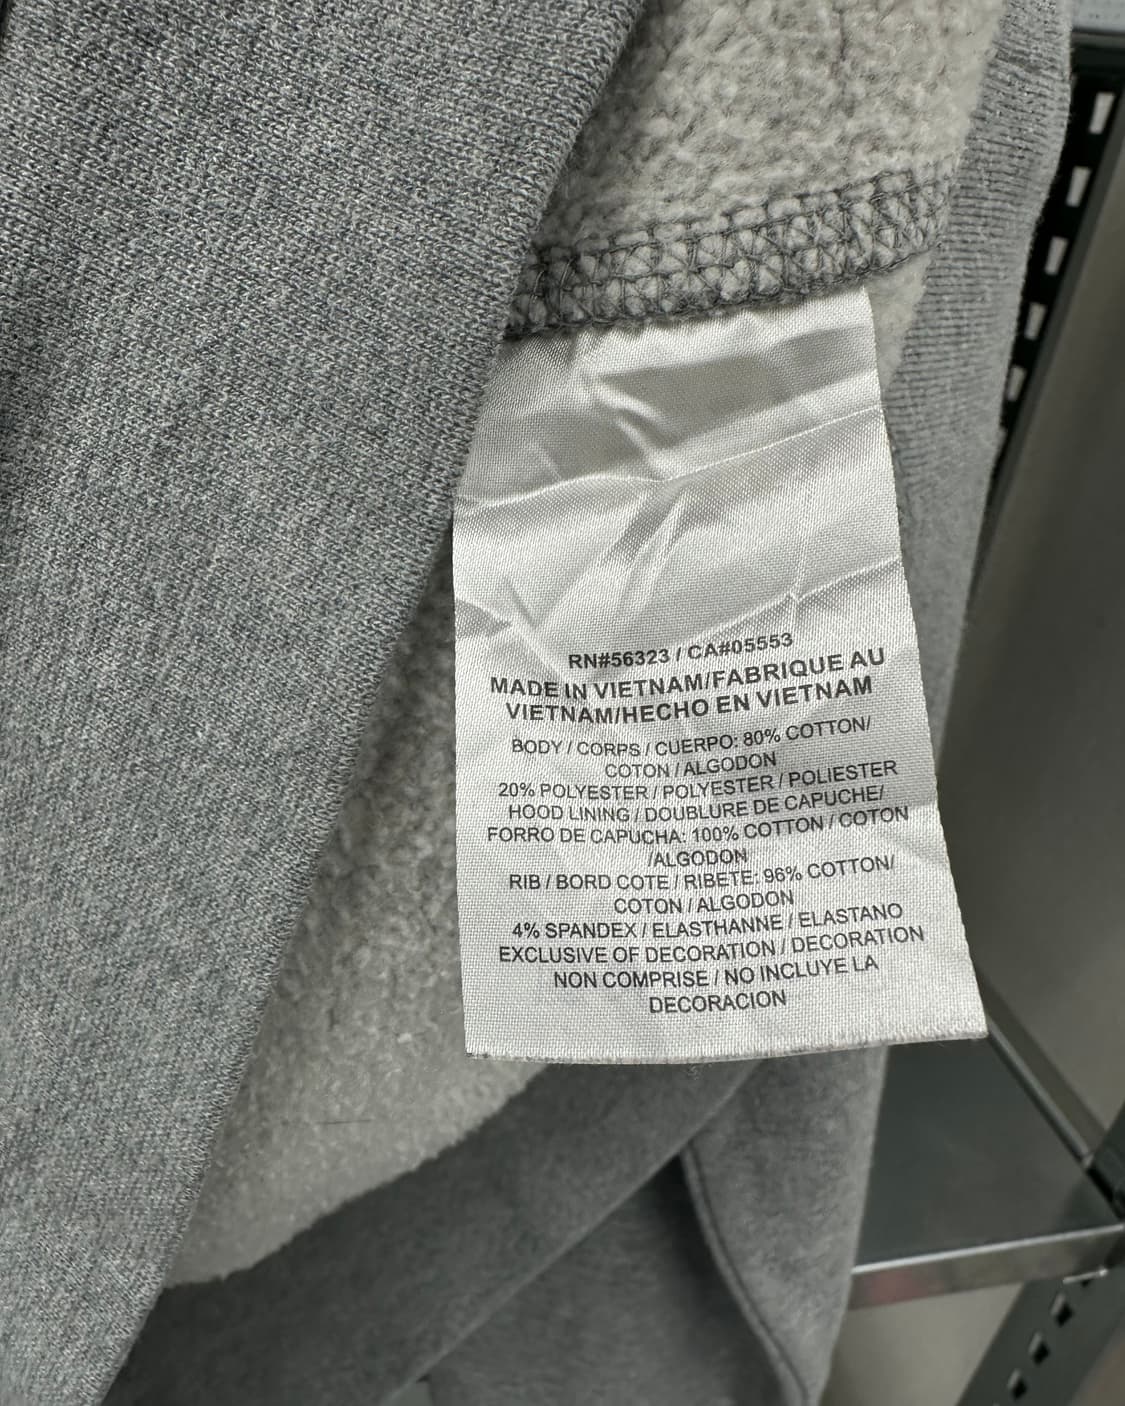 RN#56323 / CA#05553
MADE IN VIETNAM/FABRIQUE AU
VIETNAM/HECHO EN VIETNAM
BODY / CORPS / CUERPO: 80% COTTON/
COTON / ALGODON
20% POLYESTER / POLYESTER / POLIESTER
HOOD LINING / DOUBLURE DE CAPUCHE/
FORRO DE CAPUCHA: 100% COTTON / COTON
/ALGODON
RIB / BORD COTE / RIBETE: 96% COTTON/
COTON / ALGODON
4% SPANDEX / ELASTHANNE / ELASTANO
EXCLUSIVE OF DECORATION / DECORATION
NON COMPRISE / NO INCLUYE LA
DECORACION